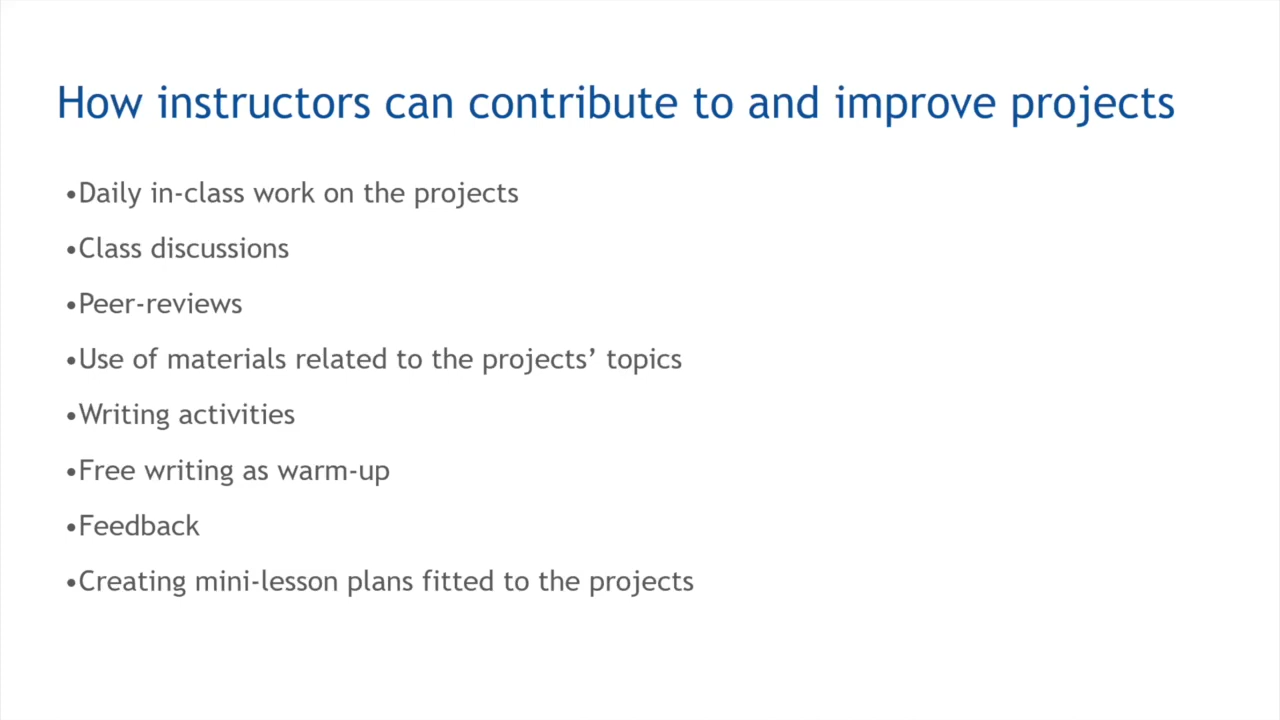 How instructors can contribute to and improve projects
•Daily in-class work on the projects
•Class discussions
•Peer-reviews
•Use of materials related to the projects’ topics
•Writing activities
•Free writing as warm-up
•Feedback
•Creating mini-lesson plans fitted to the projects